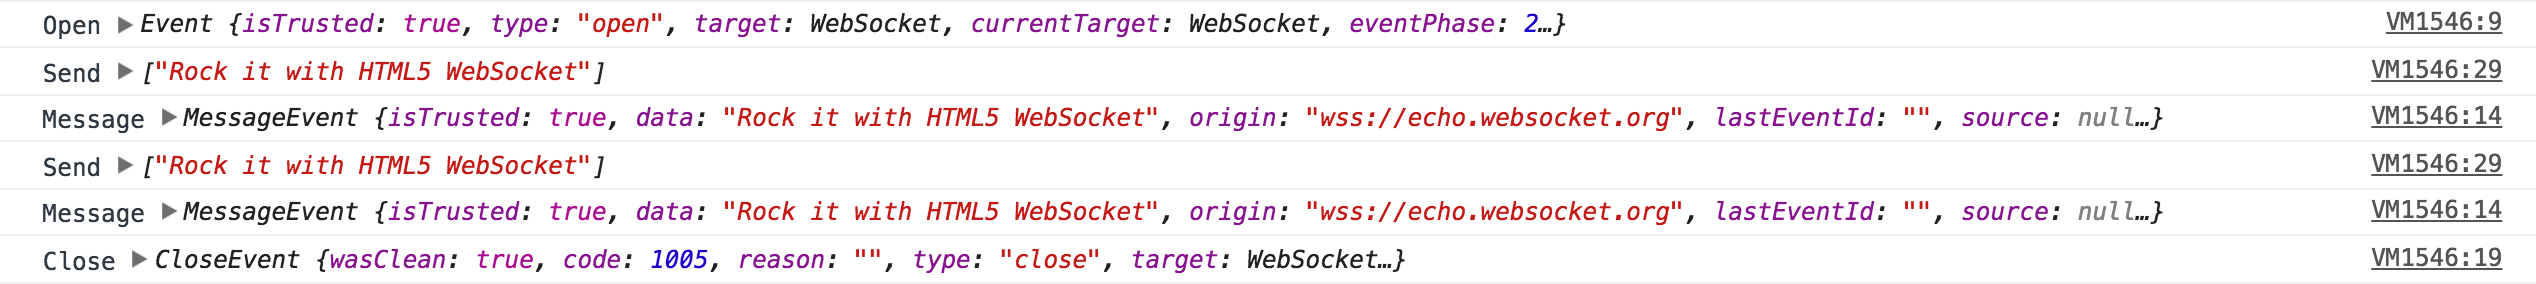 Open ▶Event {isTrusted: true, type: "open", target: WebSocket, currentTarget: WebSocket, eventPhase: 2…} VM1546:9
Send ▶["Rock it with HTML5 WebSocket"] VM1546:29
Message ▶MessageEvent {isTrusted: true, data: "Rock it with HTML5 WebSocket", origin: "wss://echo.websocket.org", lastEventId: "", source: null…} VM1546:14
Send ▶["Rock it with HTML5 WebSocket"] VM1546:29
Message ▶MessageEvent {isTrusted: true, data: "Rock it with HTML5 WebSocket", origin: "wss://echo.websocket.org", lastEventId: "", source: null…} VM1546:14
Close ▶CloseEvent {wasClean: true, code: 1005, reason: "", type: "close", target: WebSocket…} VM1546:19